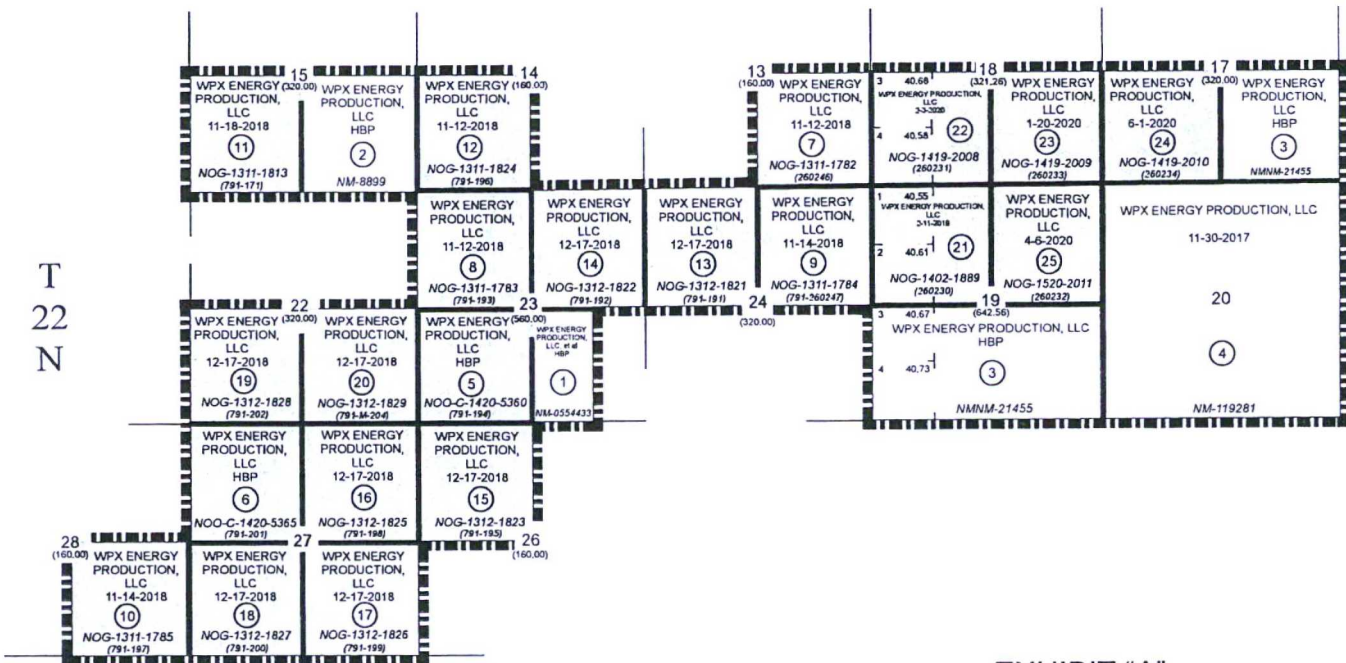 T
22
N
15
(320.00)
WPX ENERGY
PRODUCTION,
LLC
11-18-2018
11
NOG-1311-1813
(791-171)
WPX ENERGY
PRODUCTION,
LLC
HBP
2
NM-8899
14
(160.00)
WPX ENERGY
PRODUCTION,
LLC
11-12-2018
12
NOG-1311-1824
(791-196)
13
(160.00)
WPX ENERGY
PRODUCTION,
LLC
11-12-2018
7
NOG-1311-1782
(260246)
18
(321.26)
3 40.66
WPX ENERGY PRODUCTION,
LLC
3-3-2020
4 40.58
22
NOG-1419-2008
(260231)
WPX ENERGY
PRODUCTION,
LLC
1-20-2020
23
NOG-1419-2009
(260233)
17
(320.00)
WPX ENERGY
PRODUCTION,
LLC
6-1-2020
24
NOG-1419-2010
(260234)
WPX ENERGY
PRODUCTION,
LLC
HBP
3
NMNM-21455
WPX ENERGY
PRODUCTION,
LLC
11-12-2018
8
NOG-1311-1783
(791-193)
WPX ENERGY
PRODUCTION,
LLC
12-17-2018
14
NOG-1312-1822
(791-192)
WPX ENERGY
PRODUCTION,
LLC
12-17-2018
13
NOG-1312-1821
(791-191)
WPX ENERGY
PRODUCTION,
LLC
11-14-2018
9
NOG-1311-1784
(791-260247)
1 40.55
WPX ENERGY PRODUCTION,
LLC
2 40.61
21
NOG-1402-1889
(260230)
WPX ENERGY
PRODUCTION,
LLC
4-6-2020
25
NOG-1520-2011
(260232)
WPX ENERGY PRODUCTION, LLC
11-30-2017
20
4
NM-119281
22
(320.00)
WPX ENERGY
PRODUCTION,
LLC
12-17-2018
19
NOG-1312-1828
(791-202)
WPX ENERGY
PRODUCTION,
LLC
12-17-2018
20
NOG-1312-1829
(791-M-204)
23
(560.00)
WPX ENERGY
PRODUCTION,
LLC
HBP
5
NOO-C-1420-5360
(791-194)
WPX ENERGY
PRODUCTION,
LLC, et al
HBP
1
NM-0554433
24
(320.00)
19
(642.56)
3 40.67
WPX ENERGY PRODUCTION, LLC
HBP
4 40.73
3
NMNM-21455
WPX ENERGY
PRODUCTION,
LLC
HBP
6
NOO-C-1420-5365
(791-201)
WPX ENERGY
PRODUCTION,
LLC
12-17-2018
16
NOG-1312-1825
(791-198)
WPX ENERGY
PRODUCTION,
LLC
12-17-2018
15
NOG-1312-1823
(791-195)
28
(160.00)
WPX ENERGY
PRODUCTION,
LLC
11-14-2018
10
NOG-1311-1785
(791-197)
27
WPX ENERGY
PRODUCTION,
LLC
12-17-2018
18
NOG-1312-1827
(791-200)
WPX ENERGY
PRODUCTION,
LLC
12-17-2018
17
NOG-1312-1826
(791-199)
26
(160.00)